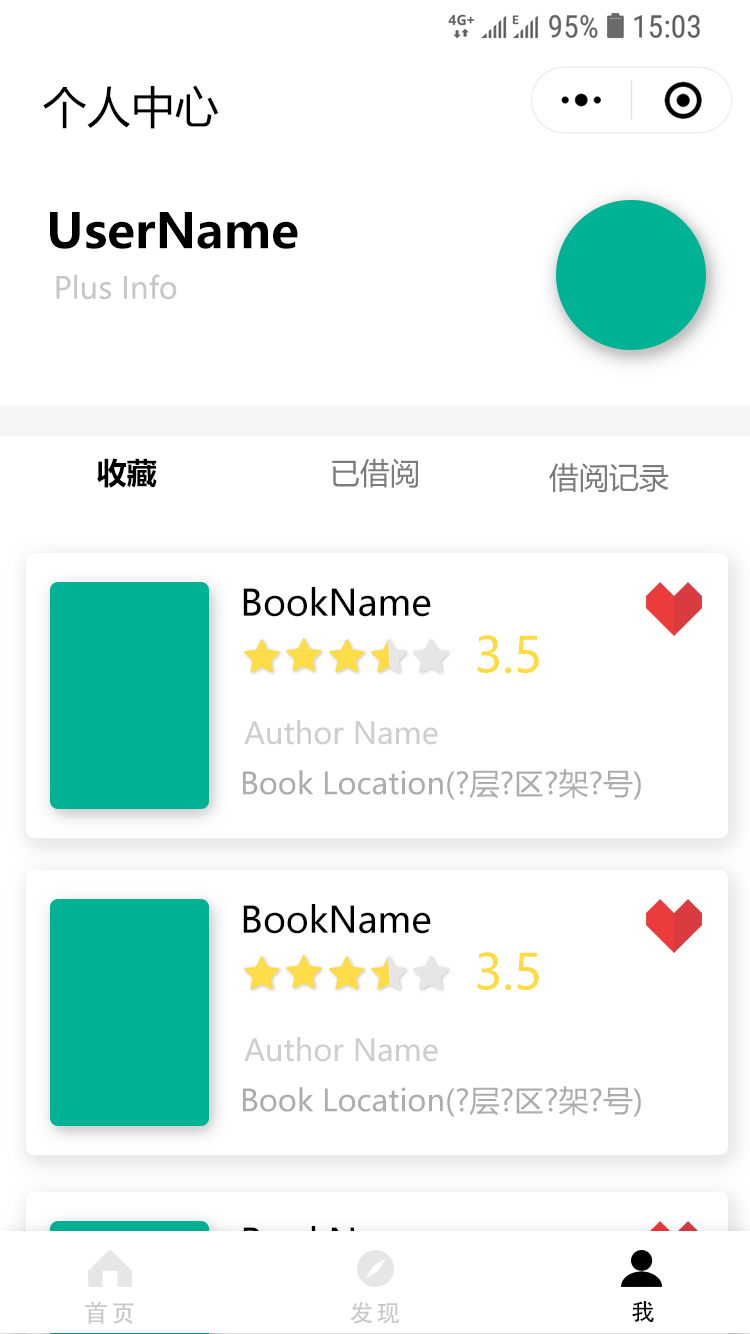 4G+ E 95% 15:03
个人中心
UserName
Plus Info
收藏 已借阅 借阅记录
BookName
3.5
Author Name
Book Location(?层?区?架?号)
BookName
3.5
Author Name
Book Location(?层?区?架?号)
首页 发现 我